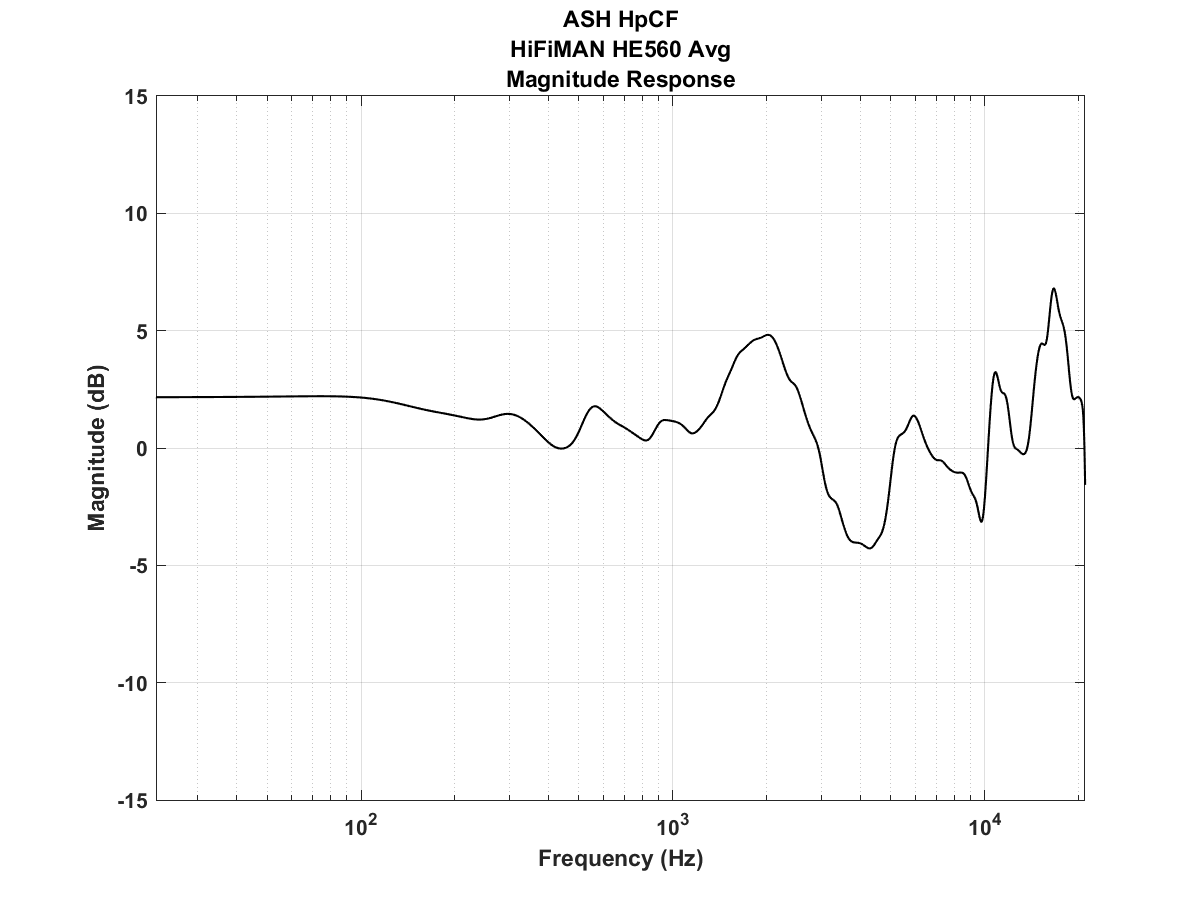 ASH HpCF
HiFiMAN HE560 Avg
Magnitude Response
15
10
5
0
-5
-10
-15
Magnitude (dB)
10²
10³
10⁴
Frequency (Hz)